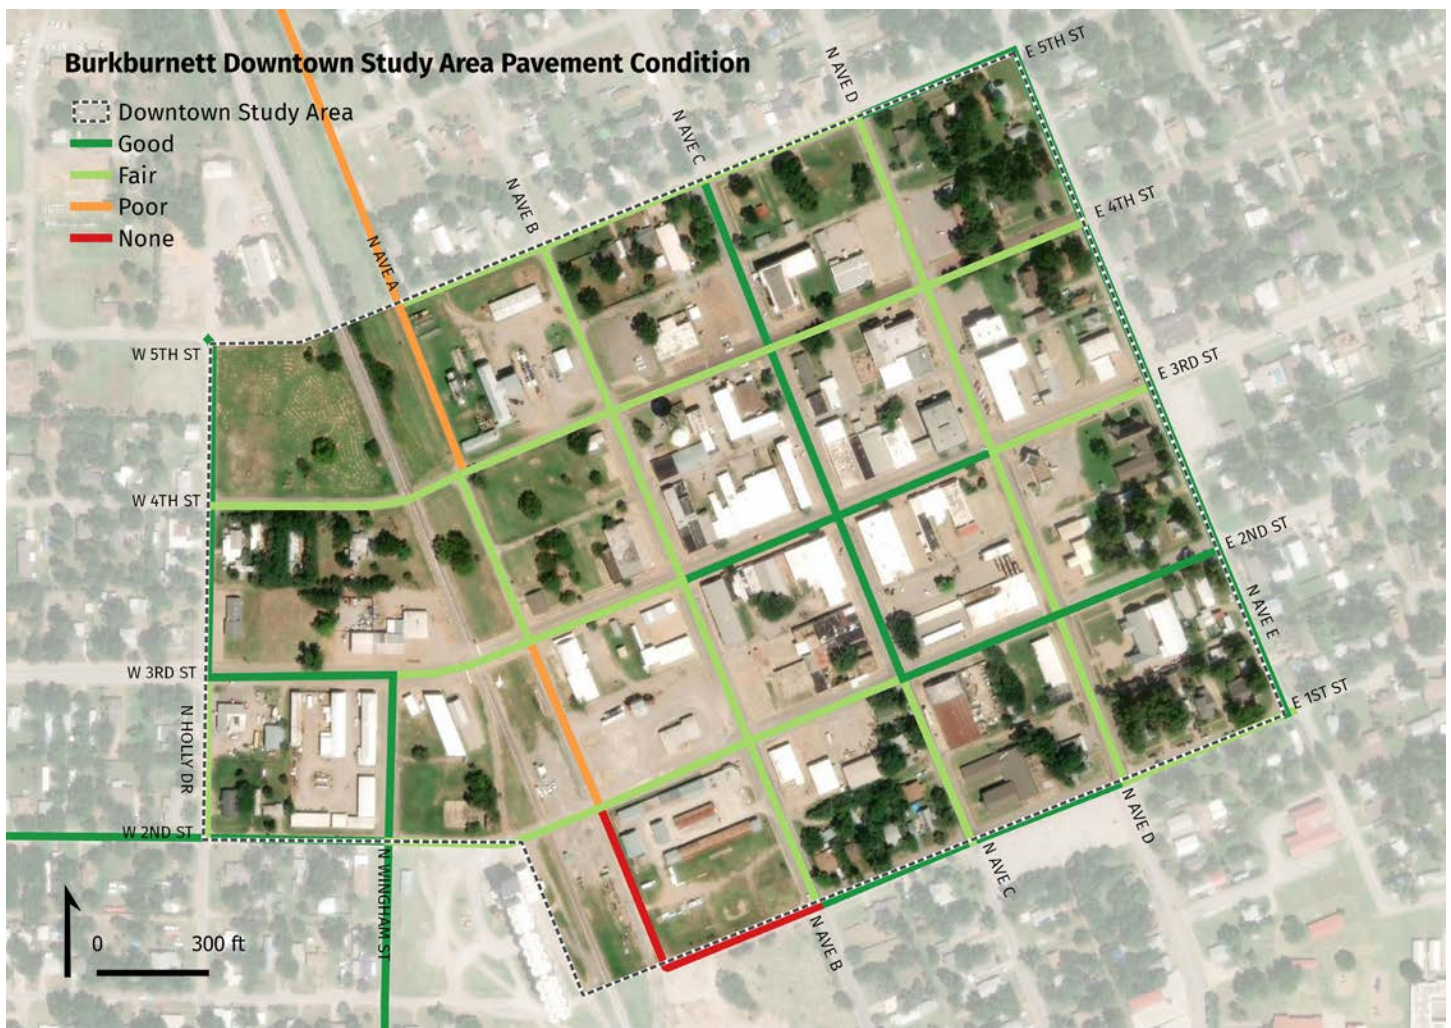 Burkburnett Downtown Study Area Pavement Condition
Downtown Study Area
Good
Fair
Poor
None
E 5TH ST
N AVE D
N AVE C
N AVE B
N AVE A
E 4TH ST
W 5TH ST
E 3RD ST
W 4TH ST
E 2ND ST
N AVE E
W 3RD ST
N HOLLY DR
E 1ST ST
W 2ND ST
N WINGHAM ST
N AVE D
N AVE C
N AVE B
0 300 ft